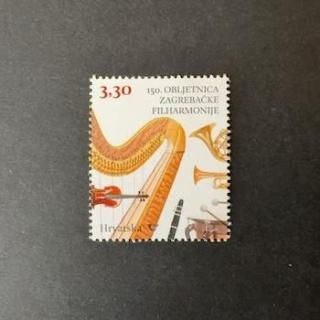 3,30
150. OBLJETNICA
ZAGREBAČKE
FILHARMONIJE
Hrvatska